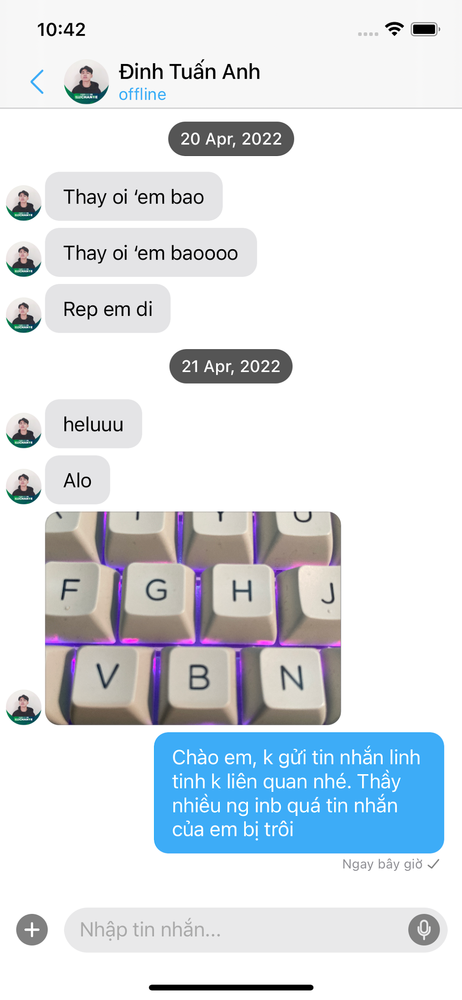 10:42
Đinh Tuấn Anh
offline
20 Apr, 2022
Thay oi ‘em bao
Thay oi ‘em baoooo
Rep em di
21 Apr, 2022
heluuu
Alo
T Y U
F G H J
V B N
Chào em, k gửi tin nhắn linh
tinh k liên quan nhé. Thầy
nhiều ng inb quá tin nhắn
của em bị trôi
Ngay bây giờ
Nhập tin nhắn...